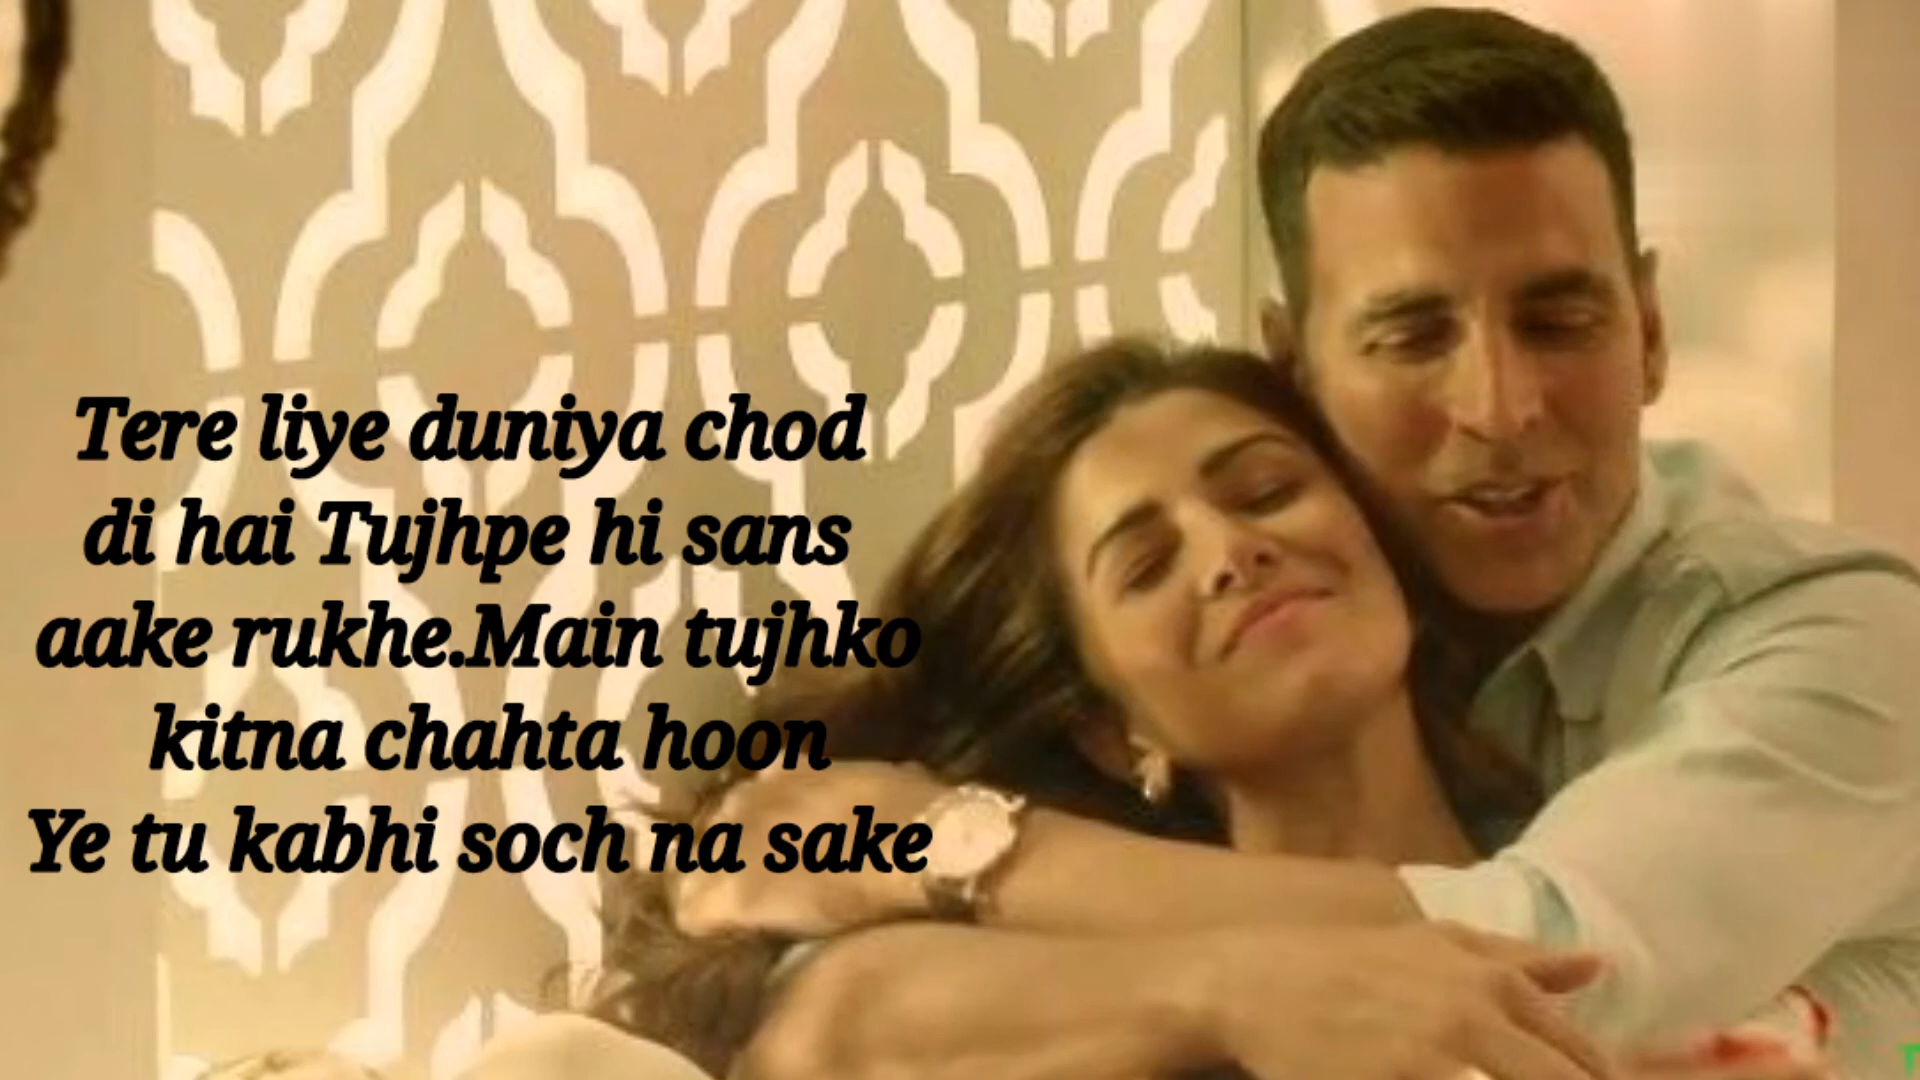 Tere liye duniya chod
di hai Tujhpe hi sans
aake rukhe.Main tujhko
kitna chahta hoon
Ye tu kabhi soch na sake